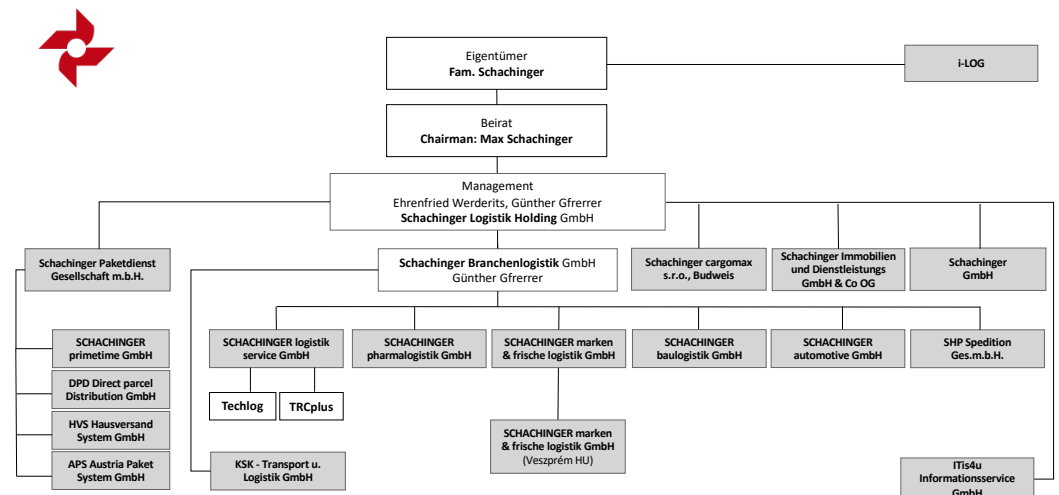 Eigentümer
Fam. Schachinger
i-LOG
Beirat
Chairman: Max Schachinger
Management
Ehrenfried Werderits, Günther Gfrerrer
Schachinger Logistik Holding GmbH
Schachinger Paketdienst
Gesellschaft m.b.H.
Schachinger Branchenlogistik GmbH
Günther Gfrerrer
Schachinger cargomax
s.r.o., Budweis
Schachinger Immobilien
und Dienstleistungs
GmbH & Co OG
Schachinger
GmbH
SCHACHINGER
primetime GmbH
SCHACHINGER logistik
service GmbH
SCHACHINGER
pharmalogistik GmbH
SCHACHINGER marken
& frische logistik GmbH
SCHACHINGER
baulogistik GmbH
SCHACHINGER
automotive GmbH
SHP Spedition
Ges.m.b.H.
DPD Direct parcel
Distribution GmbH
Techlog
TRCplus
HVS Hausversand
System GmbH
SCHACHINGER marken
& frische logistik GmbH
(Veszprém HU)
APS Austria Paket
System GmbH
KSK - Transport u.
Logistik GmbH
ITis4u
Informationsservice
GmbH